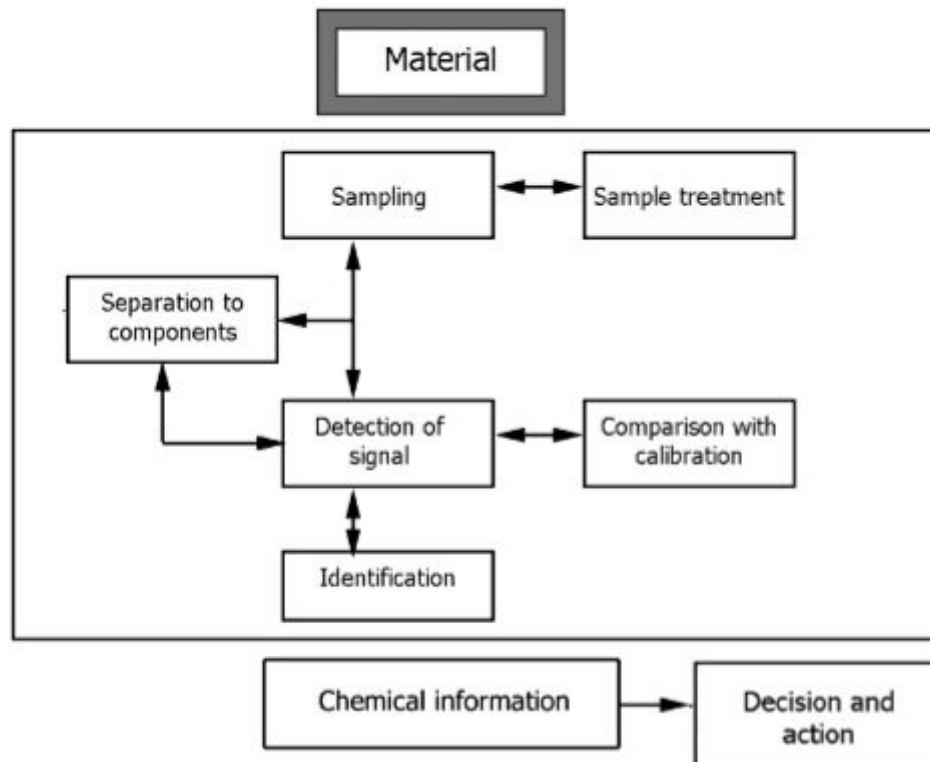 Material
Sampling
Sample treatment
Separation to
components
Detection of
signal
Comparison with
calibration
Identification
Chemical information
Decision and
action